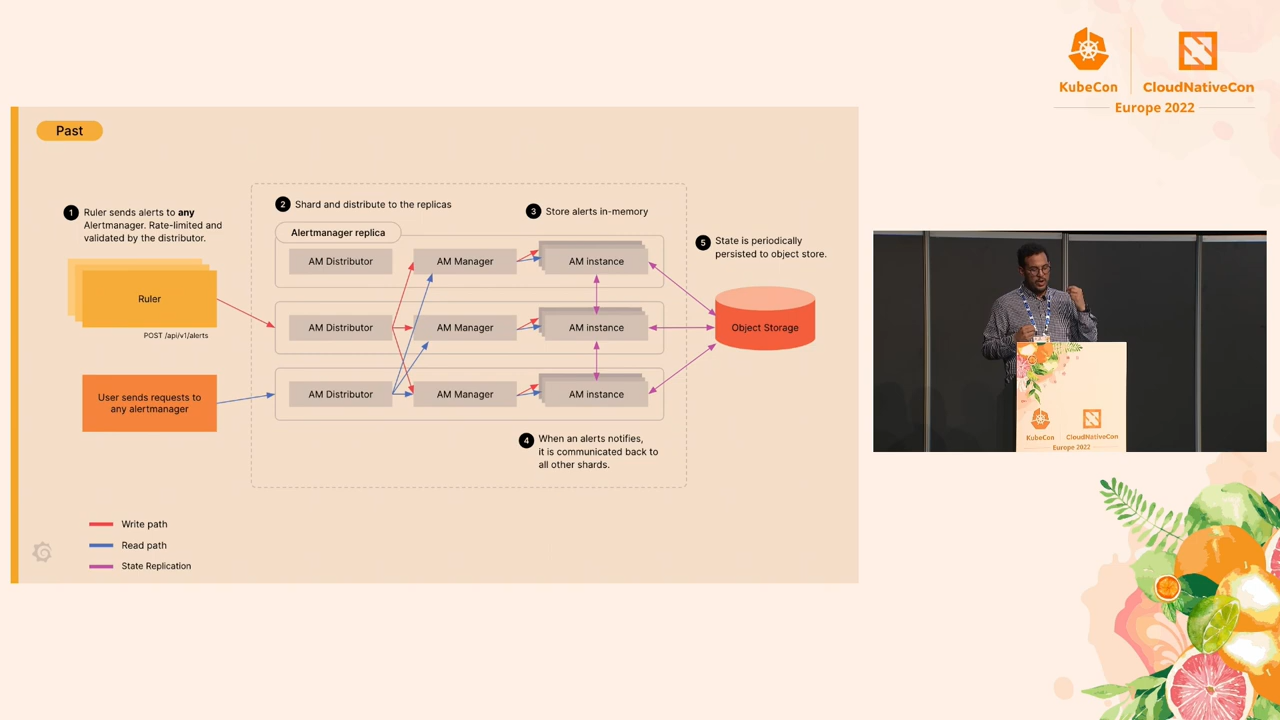 KubeCon
CloudNativeCon
Europe 2022
Past
1 Ruler sends alerts to any
Alertmanager. Rate-limited and
validated by the distributor.
Ruler
POST /api/v1/alerts
User sends requests to
any alertmanager
2 Shard and distribute to the replicas
Alertmanager replica
3 Store alerts in-memory
AM Distributor
AM Manager
AM instance
AM Distributor
AM Manager
AM instance
AM Distributor
AM Manager
AM instance
4 When an alerts notifies,
it is communicated back to
all other shards.
5 State is periodically
persisted to object store.
Object Storage
Write path
Read path
State Replication
KubeCon
CloudNativeCon
Europe 2022